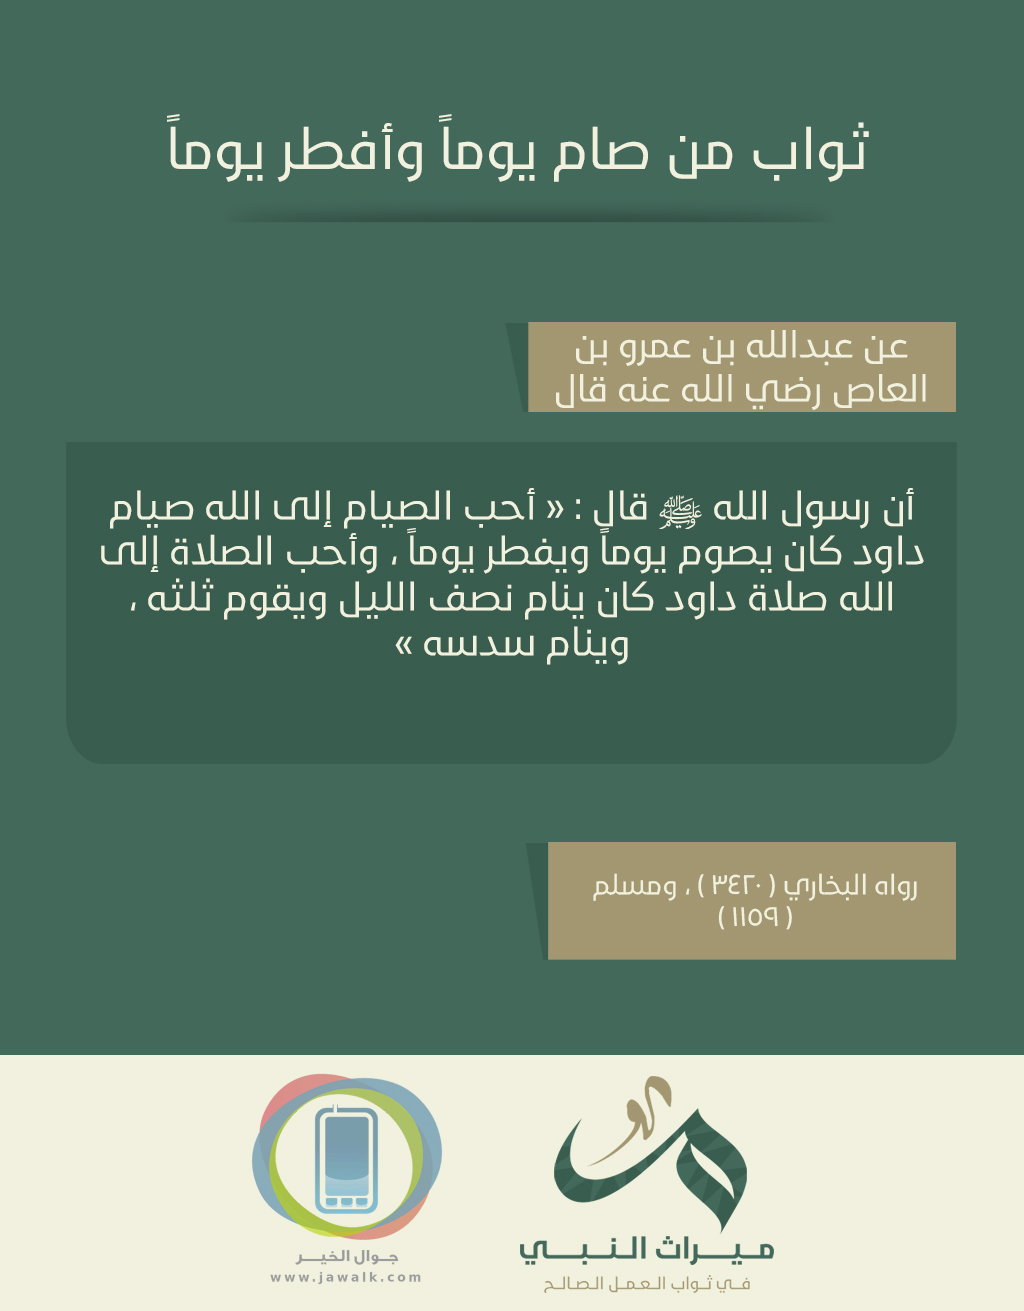 ثواب من صام يوماً وأفطر يوماً
عن عبدالله بن عمرو بن
العاص رضي الله عنه قال
أن رسول الله ﷺ قال : « أحب الصيام إلى الله صيام
داود كان يصوم يوماً ويفطر يوماً ، وأحب الصلاة إلى
الله صلاة داود كان ينام نصف الليل ويقوم ثلثه ،
وينام سدسه »
رواه البخاري ( ٣٤٢٠ ) ، ومسلم
( ١١٥٩ )
ميراث النبي
في ثواب العمل الصالح
جوال الخير
www.jawalk.com